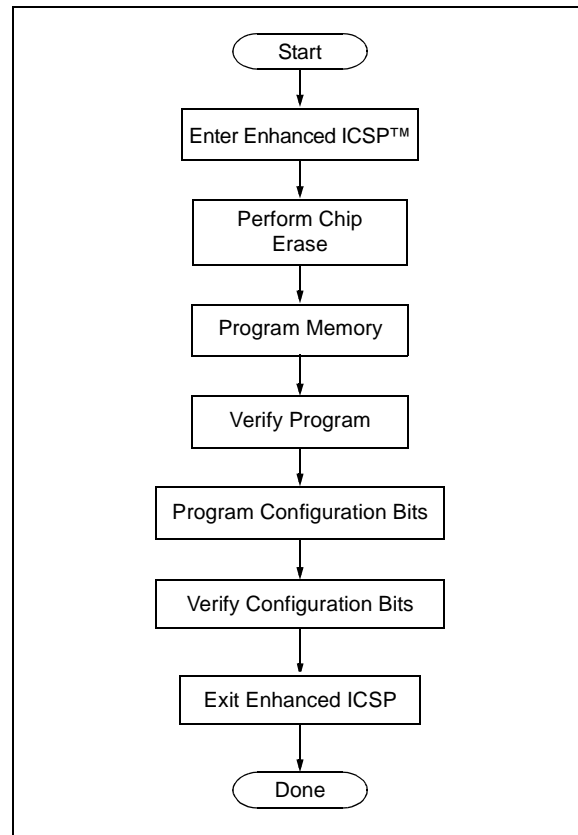 Start
Enter Enhanced ICSP™
Perform Chip
Erase
Program Memory
Verify Program
Program Configuration Bits
Verify Configuration Bits
Exit Enhanced ICSP
Done